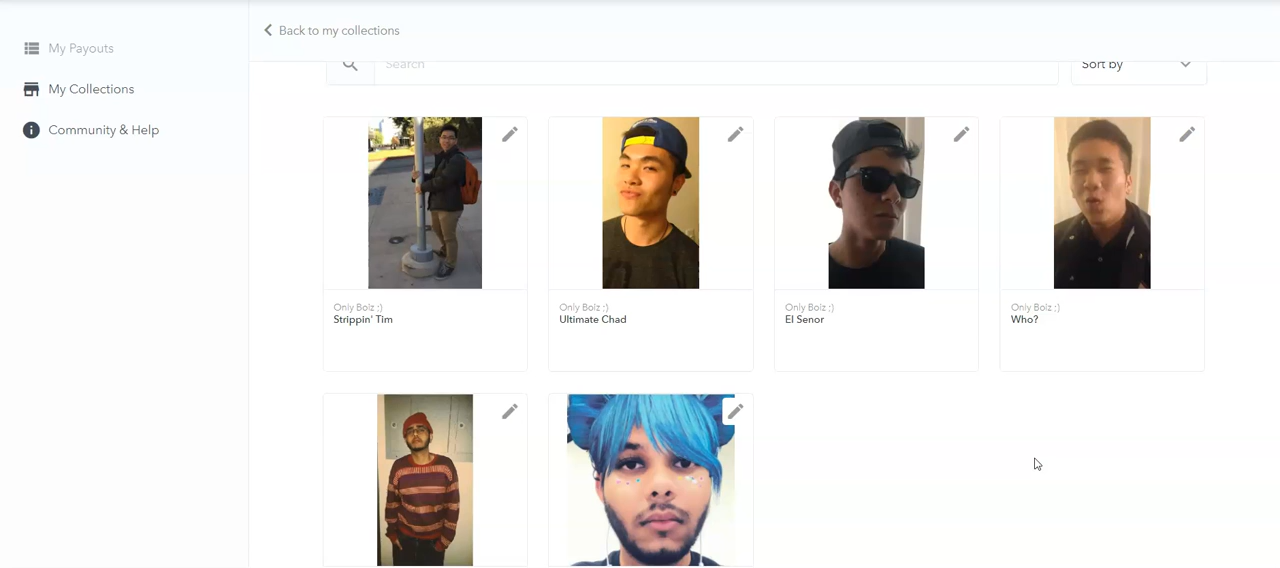 My Payouts
My Collections
Community & Help
Back to my collections
Search
Sort by
Only Boiz ;)
Strippin' Tim
Only Boiz ;)
Ultimate Chad
Only Boiz ;)
El Senor
Only Boiz ;)
Who?